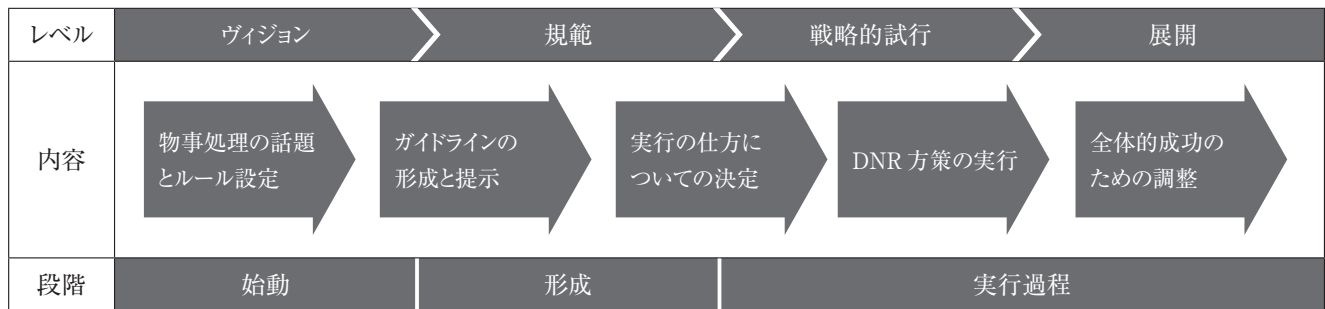 レベル
ヴィジョン
規範
戦略的試行
展開
内容
物事処理の話題
とルール設定
ガイドラインの
形成と提示
実行の仕方に
ついての決定
DNR 方策の実行
全体的成功の
ための調整
段階
始動
形成
実行過程